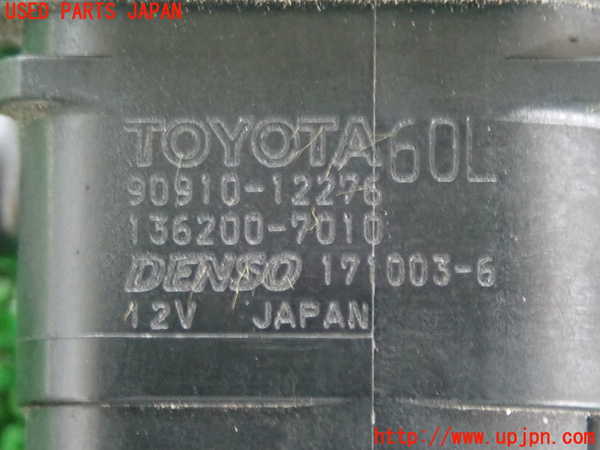 USED PARTS JAPAN
TOYOTA 60L
90910-12276
136200-7010
DENSO 171003-6
12V JAPAN
http://www.upjpn.com/